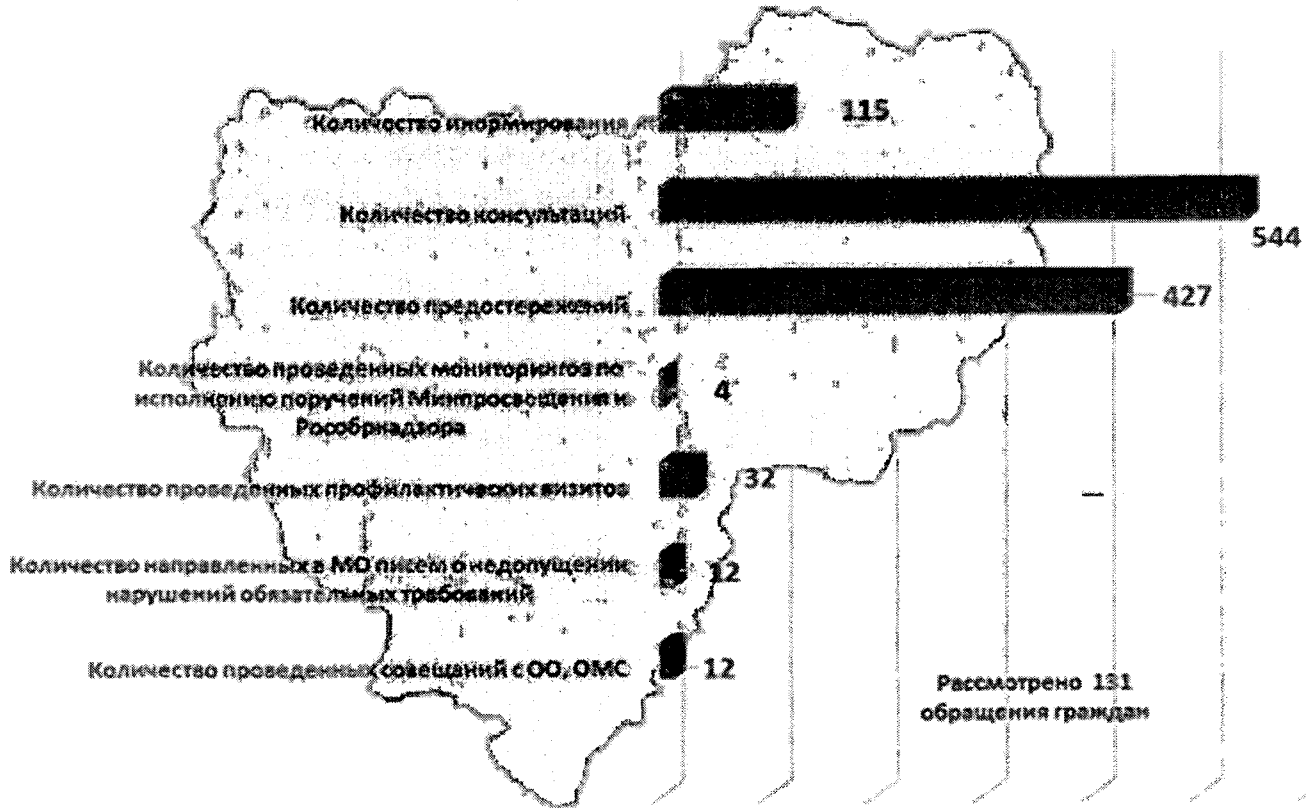 Количество инормирования
115
Количество консультаций
544
Количество предостережений
427
Количество проведенных мониторингов по
исполнению поручений Минпросвещения и
Рособрнадзора
4
Количество проведенных профилактических визитов
32
Количество направленных в МО писем о недопущении
нарушений обязательных требований
12
Количество проведенных совещаний с ОО, ОМС
12
Рассмотрено 131
обращения граждан